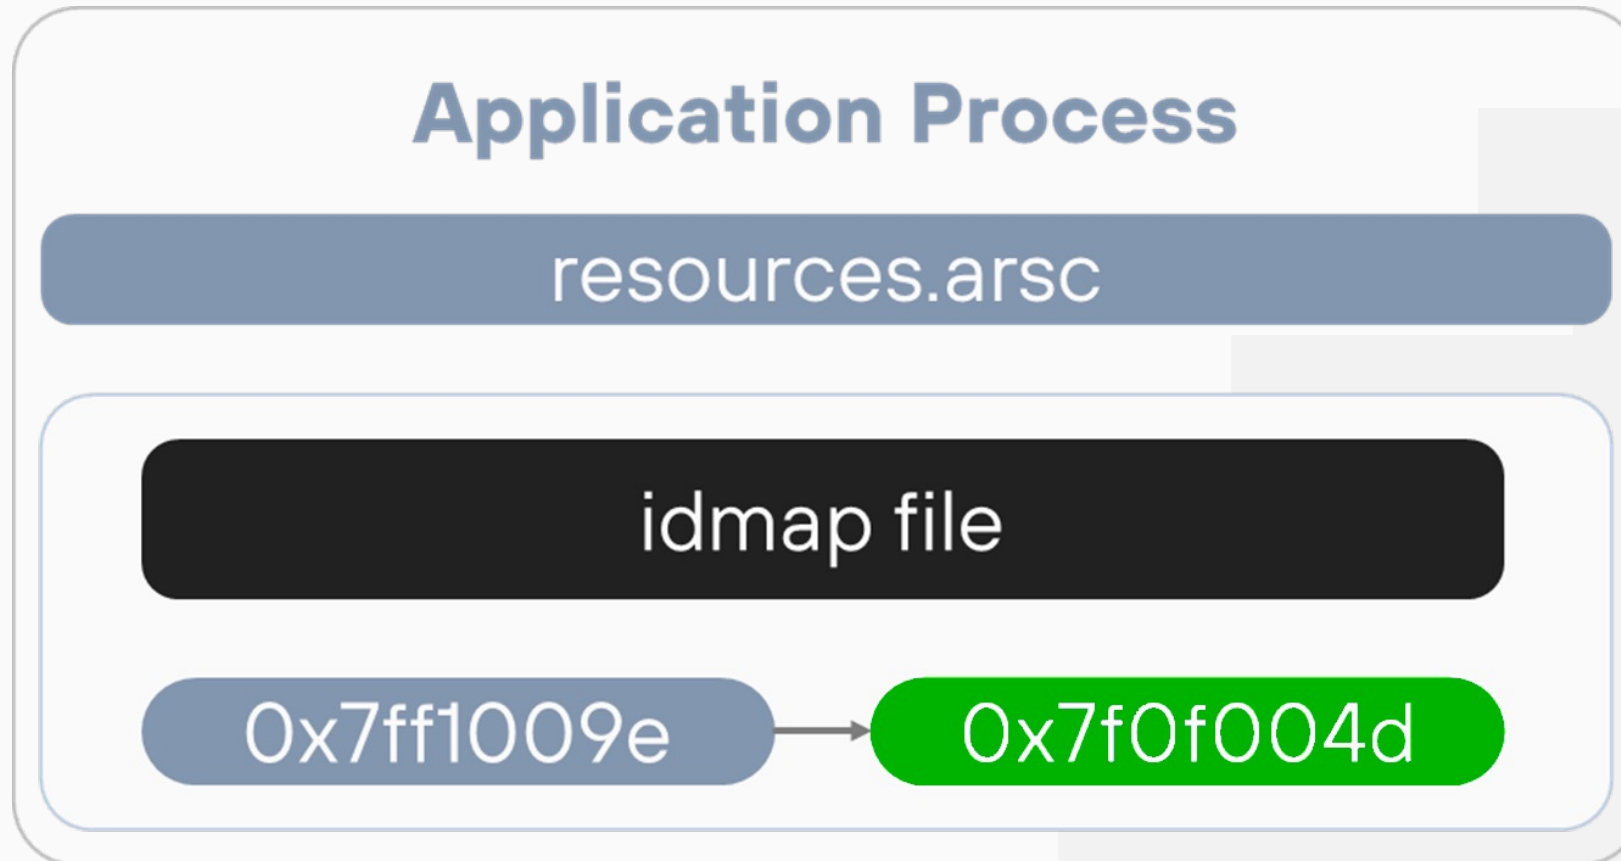 Application Process
resources.arsc
idmap file
0x7ff1009e
0x7f0f004d